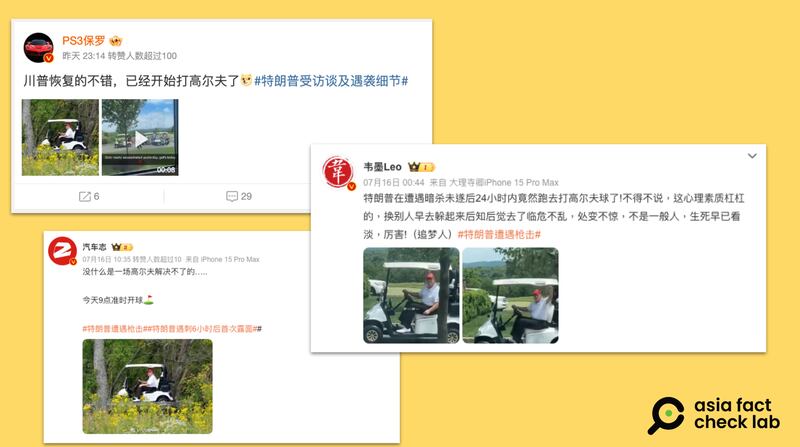 PS3保罗
昨天 23:14 转赞人数超过100
川普恢复的不错，已经开始打高尔夫了 #特朗普受访谈及遇袭细节#
00:08
6
29
韦墨Leo
07月16日 00:44 来自 大理寺卿iPhone 15 Pro Max
特朗普在遭遇暗杀未遂后24小时内竟然跑去打高尔夫球了!不得不说，这心理素质杠杠
的，换别人早去躲起来后知后觉去了临危不乱，处变不惊，不是一般人，生死早已看
淡，厉害!（追梦人）#特朗普遭遇枪击#
汽车志
07月16日 10:35 转赞人数超过10 来自 iPhone 15 Pro Max
没什么是一场高尔夫解决不了的.....
今天9点准时开球
#特朗普遭遇枪击##特朗普遇刺6小时后首次露面##
asia fact
check lab